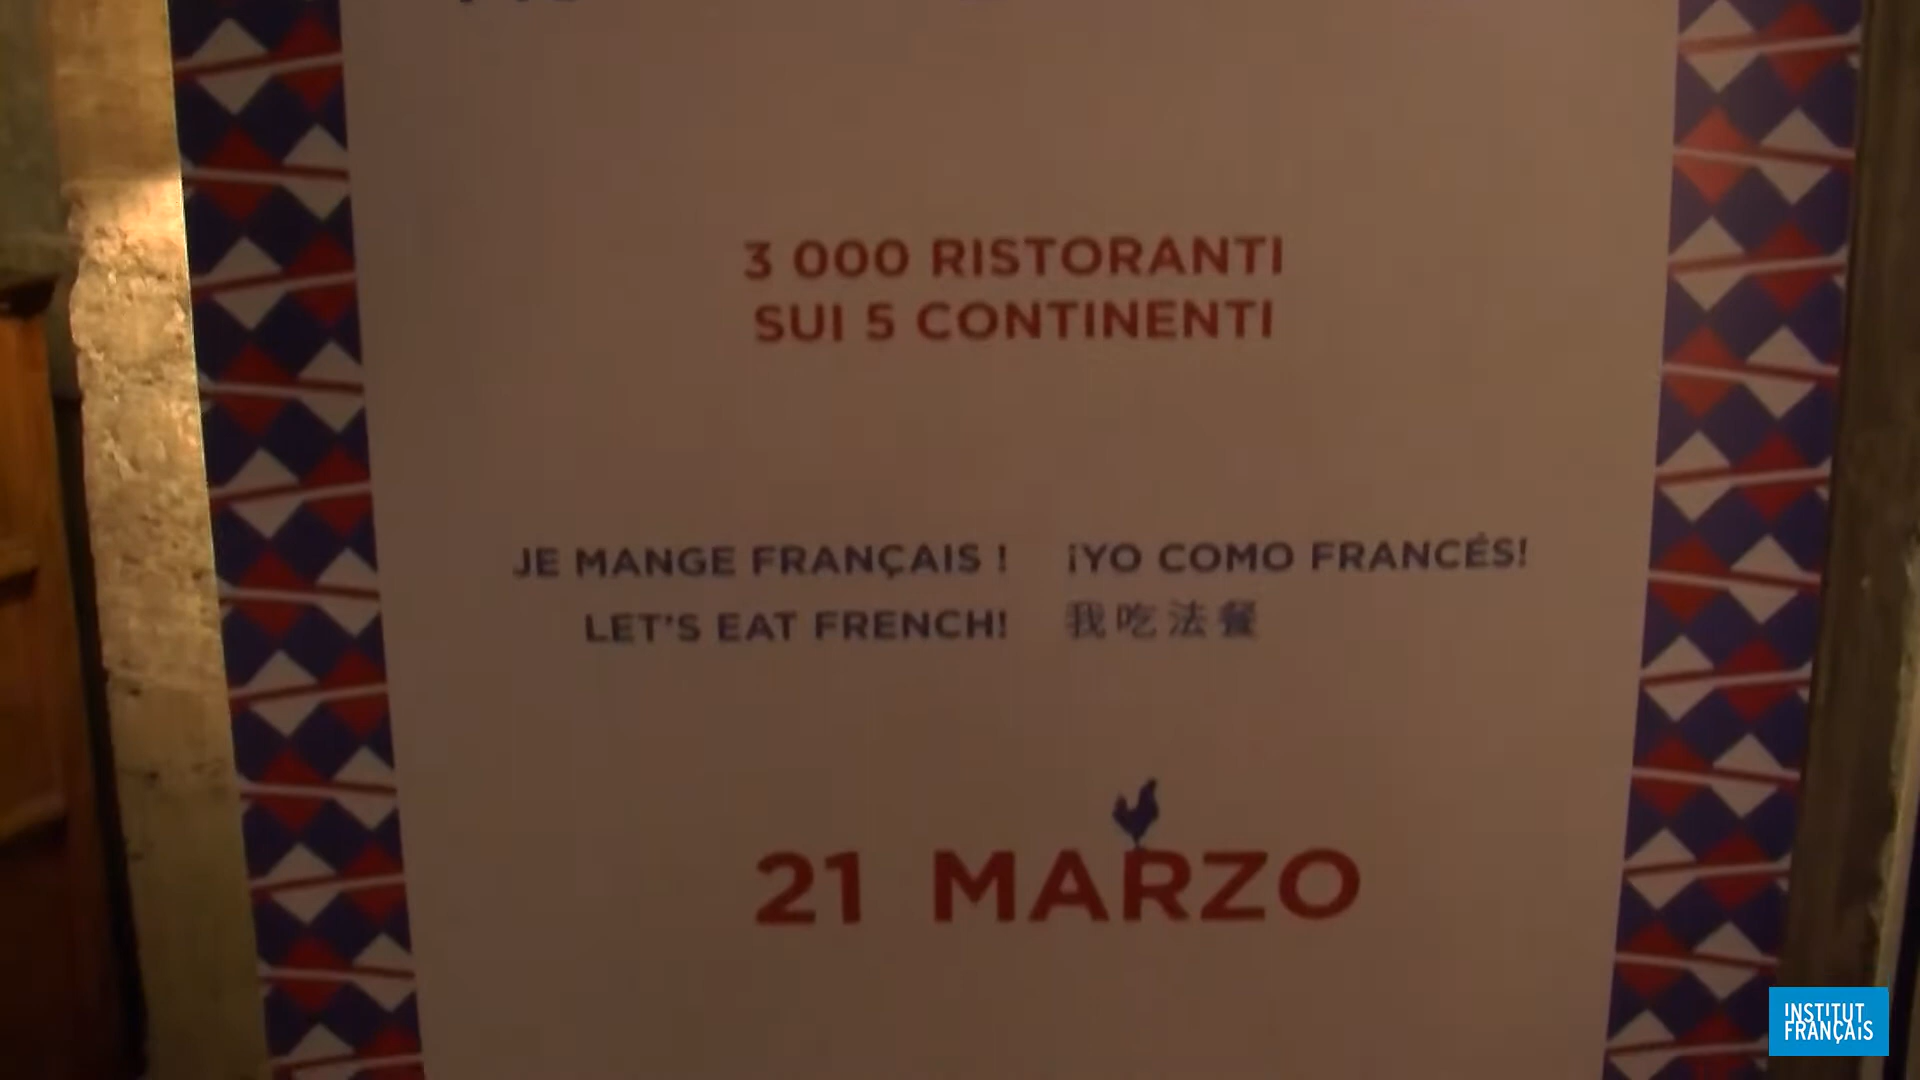 3 000 RISTORANTI
SUI 5 CONTINENTI
JE MANGE FRANÇAIS ! ¡YO COMO FRANCÉS!
LET'S EAT FRENCH! 我吃法餐
21 MARZO
INSTITUT
FRANÇAIS